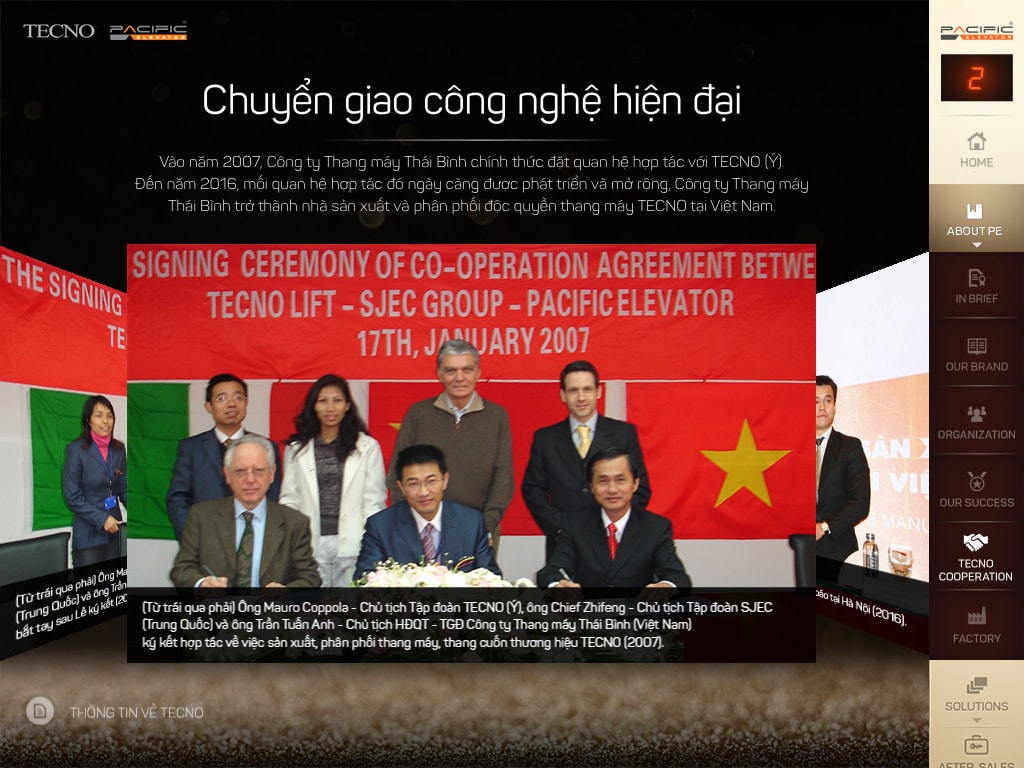 TECNO PACIFIC ELEVATOR
PACIFIC ELEVATOR
2
Chuyển giao công nghệ hiện đại
Vào năm 2007, Công ty Thang máy Thái Bình chính thức đặt quan hệ hợp tác với TECNO (Ý).
Đến năm 2016, mối quan hệ hợp tác đó ngày càng được phát triển và mở rộng, Công ty Thang máy
Thái Bình trở thành nhà sản xuất và phân phối độc quyền thang máy TECNO tại Việt Nam.
THE SIGNING
TE
SIGNING CEREMONY OF CO-OPERATION AGREEMENT BETWE
TECNO LIFT - SJEC GROUP - PACIFIC ELEVATOR
17TH, JANUARY 2007
(Từ trái qua phải) Ông Ma
(Trung Quốc) và ông Trần
bắt tay sau Lễ ký kết (20
(Từ trái qua phải) Ông Mauro Coppola - Chủ tịch Tập đoàn TECNO (Ý), ông Chief Zhifeng - Chủ tịch Tập đoàn SJEC
(Trung Quốc) và ông Trần Tuấn Anh - Chủ tịch HĐQT - TGĐ Công ty Thang máy Thái Bình (Việt Nam)
ký kết hợp tác về việc sản xuất, phân phối thang máy, thang cuốn thương hiệu TECNO (2007).
SẢN X
I VIỆ
MANU
báo tại Hà Nội (2016).
THÔNG TIN VỀ TECNO
HOME
ABOUT PE
IN BRIEF
OUR BRAND
ORGANIZATION
OUR SUCCESS
TECNO
COOPERATION
FACTORY
SOLUTIONS
AFTER-SALES